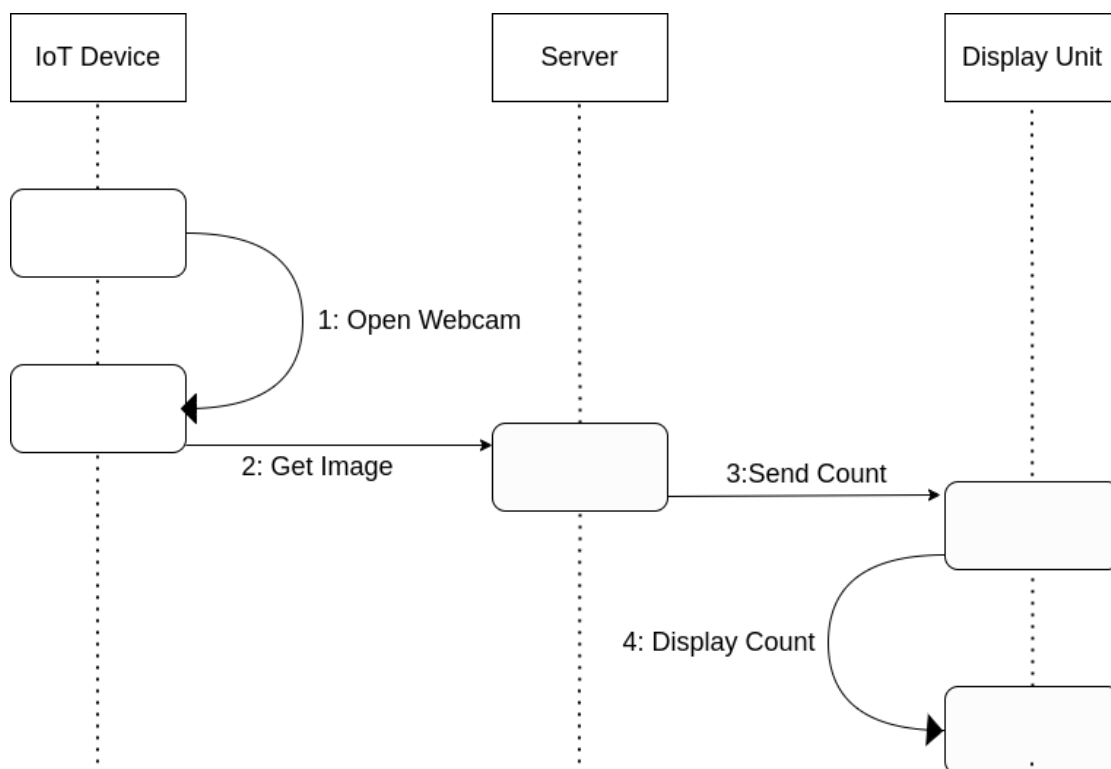 IoT Device
Server
Display Unit
1: Open Webcam
2: Get Image
3:Send Count
4: Display Count